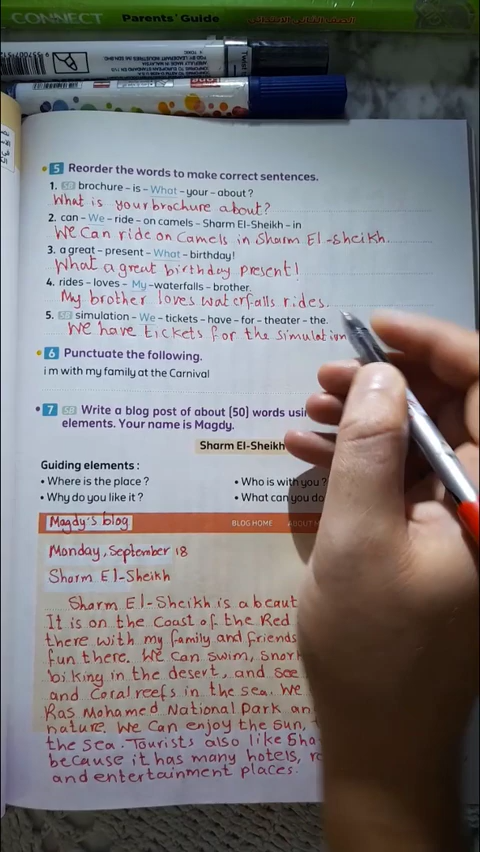 CONNECT Parents' Guide
5 Reorder the words to make correct sentences.
1. SB brochure – is – What – your – about ?
What is your brochure about?
2. can – We – ride – on camels – Sharm El-Sheikh – in
We Can ride on Camels in Sharm El-Sheikh.
3. a great – present – What – birthday!
What a great birthday present!
4. rides – loves – My – waterfalls – brother.
My brother loves waterfalls rides.
5. SB simulation – We – tickets – have – for – theater – the.
We have tickets for the simulation
6 Punctuate the following.
i m with my family at the Carnival
7 SB Write a blog post of about (50) words
elements. Your name is Magdy.
Sharm El-Sheikh
Guiding elements :
• Where is the place ? • Who is with you ?
• Why do you like it ? • What can you do
Magdy's blog BLOG HOME
Monday, September 18
Sharm El-Sheikh
Sharm El-Sheikh is a
It is on the Coast of the Red
there with my family and friends
fun there. We can swim,
biking in the desert, and see
and Coral reefs in the sea. We
Ras Mohamed National Park
nature. We Can enjoy the Sun,
the sea. Tourists also like
because it has many hotels,
and entertainment places.